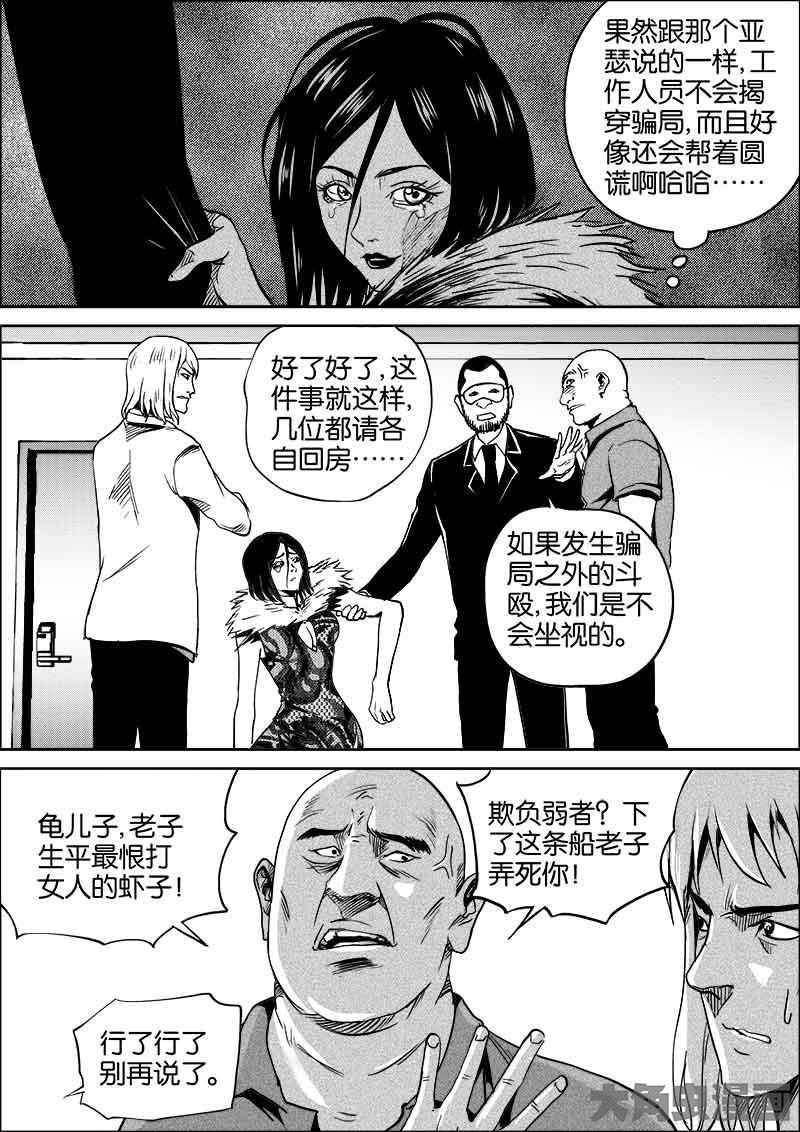 果然跟那个亚
瑟说的一样,工
作人员不会揭
穿骗局,而且好
像还会帮着圆
谎啊哈哈……
好了好了,这
件事就这样,
几位都请各
自回房……
如果发生骗
局之外的斗
殴,我们是不
会坐视的。
龟儿子,老子
生平最恨打
女人的虾子!
欺负弱者?下
了这条船老子
弄死你!
行了行了
别再说了。
大角虫漫画